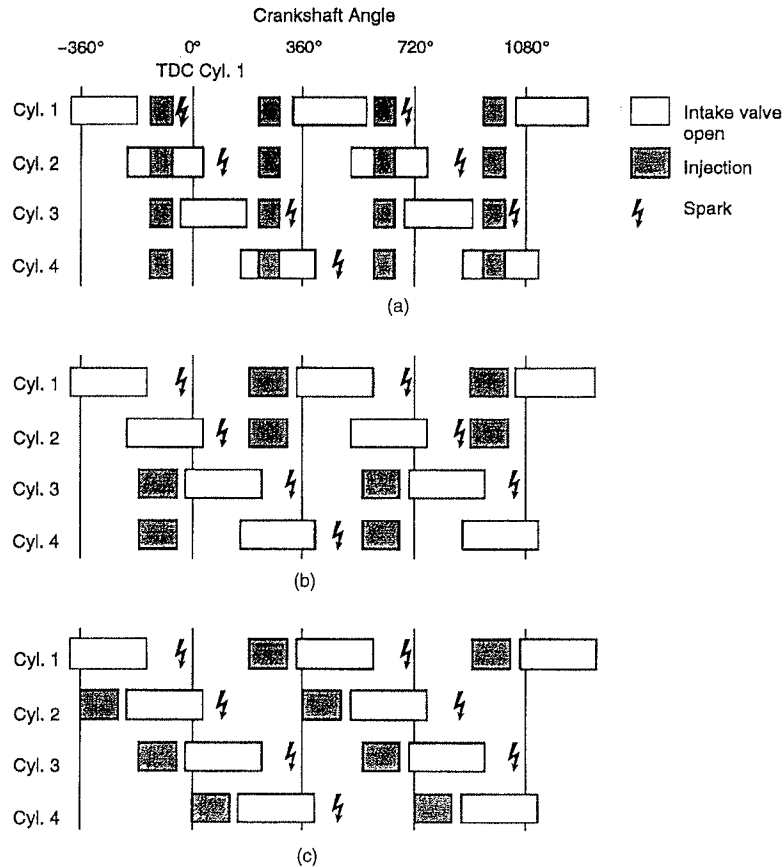 Crankshaft Angle
−360° 0° 360° 720° 1080°
TDC Cyl. 1
Cyl. 1
Cyl. 2
Cyl. 3
Cyl. 4
Intake valve
open
Injection
Spark
(a)
Cyl. 1
Cyl. 2
Cyl. 3
Cyl. 4
(b)
Cyl. 1
Cyl. 2
Cyl. 3
Cyl. 4
(c)